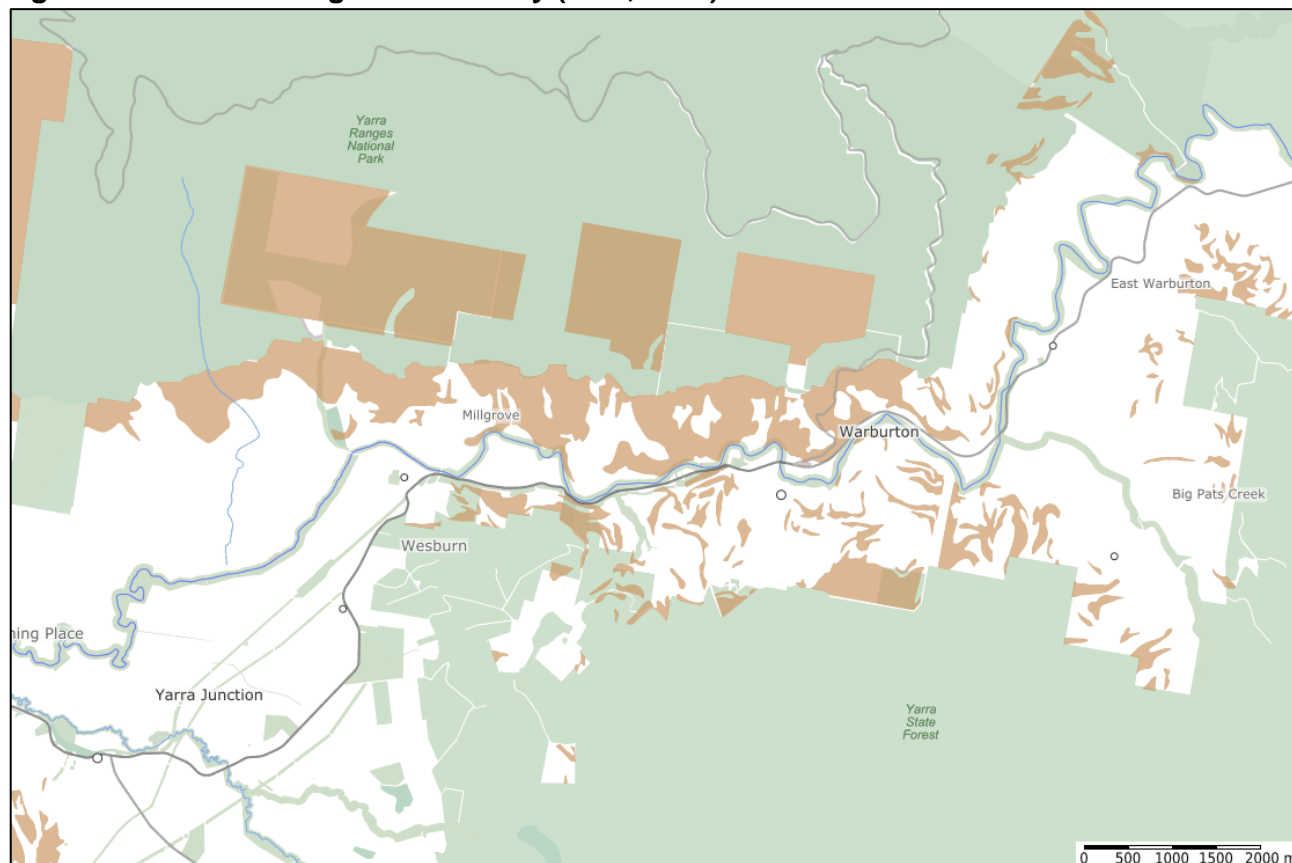 Yarra
Ranges
National
Park
East Warburton
Millgrove
Warburton
Big Pats Creek
Wesburn
ning Place
Yarra Junction
Yarra
State
Forest
0 500 1000 1500 2000 m